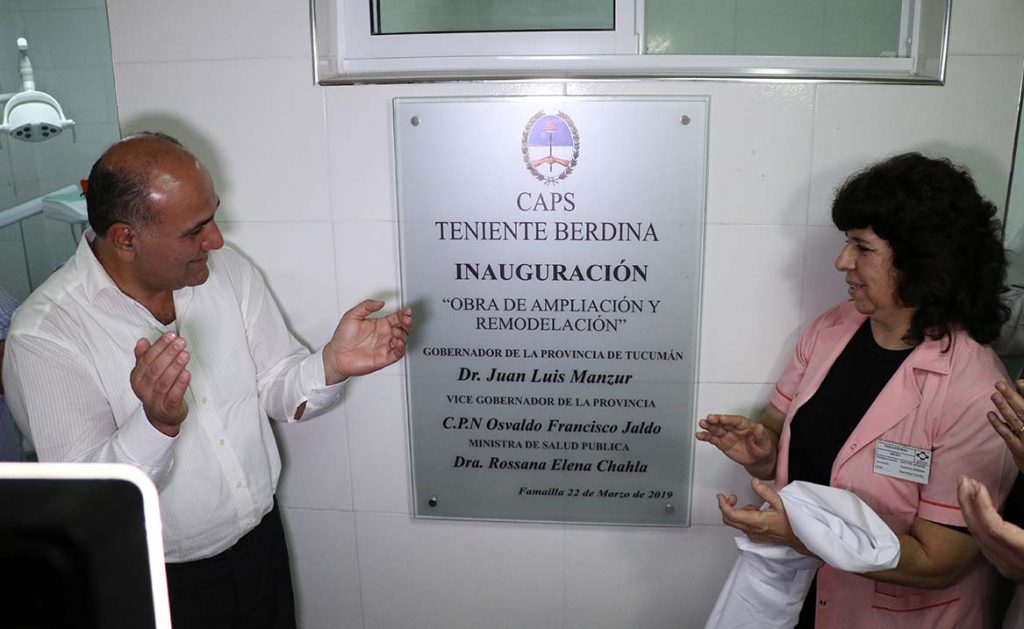 CAPS
TENIENTE BERDINA
INAUGURACIÓN
“OBRA DE AMPLIACIÓN Y
REMODELACIÓN”
GOBERNADOR DE LA PROVINCIA DE TUCUMÁN
Dr. Juan Luis Manzur
VICE GOBERNADOR DE LA PROVINCIA
C.P.N Osvaldo Francisco Jaldo
MINISTRA DE SALUD PUBLICA
Dra. Rossana Elena Chahla
Famailla 22 de Marzo de 2019